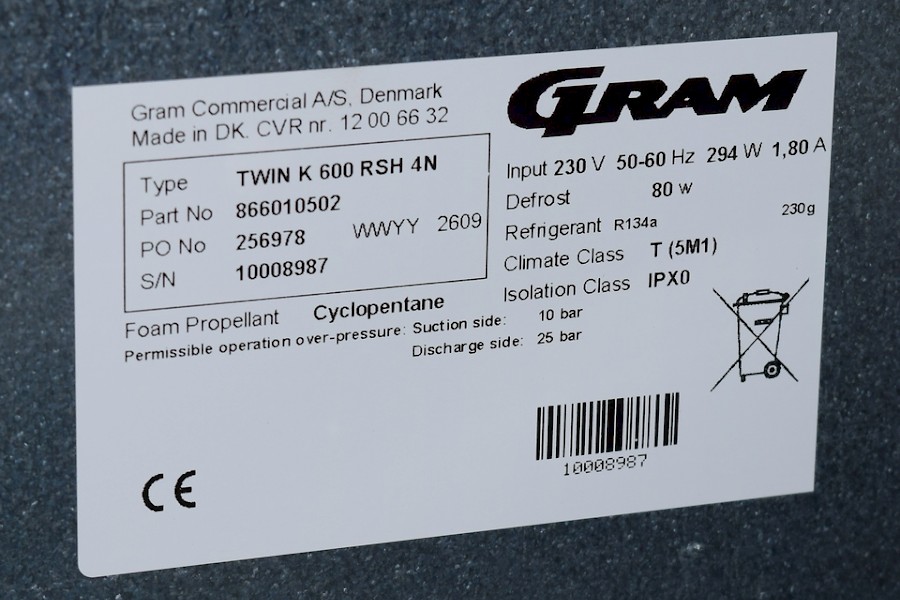 Gram Commercial A/S, Denmark
Made in DK. CVR nr. 12 00 66 32
GRAM
Type TWIN K 600 RSH 4N
Part No 866010502
PO No 256978 WWYY 2609
S/N 10008987
Input 230 V 50-60 Hz 294 W 1,80 A
Defrost 80 W
Refrigerant R134a 230g
Climate Class T (5M1)
Isolation Class IPX0
Foam Propellant Cyclopentane
Permissible operation over-pressure: Suction side: 10 bar
Discharge side: 25 bar
10008987
CE